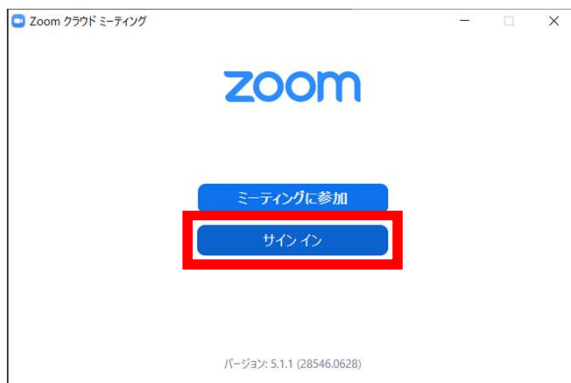 Zoom クラウド ミーティング
zoom
ミーティングに参加
サイン イン
バージョン: 5.1.1 (28546.0628)